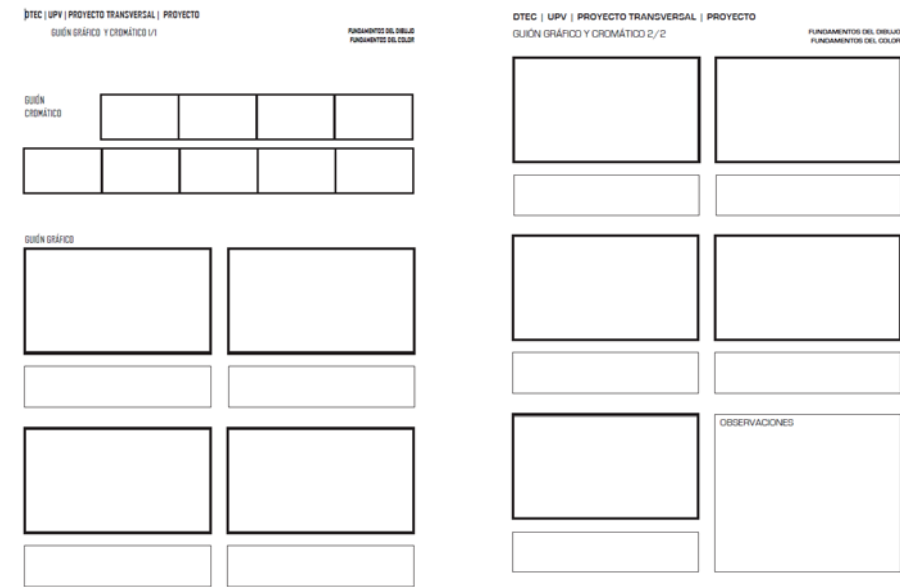 DTEC | UPV | PROYECTO TRANSVERSAL | PROYECTO
GUIÓN GRÁFICO Y CROMÁTICO 1/1
FUNDAMENTOS DEL DIBUJO
FUNDAMENTOS DEL COLOR
GUIÓN
CROMÁTICO
GUIÓN GRÁFICO
DTEC | UPV | PROYECTO TRANSVERSAL | PROYECTO
GUIÓN GRÁFICO Y CROMÁTICO 2/2
FUNDAMENTOS DEL DIBUJO
FUNDAMENTOS DEL COLOR
OBSERVACIONES